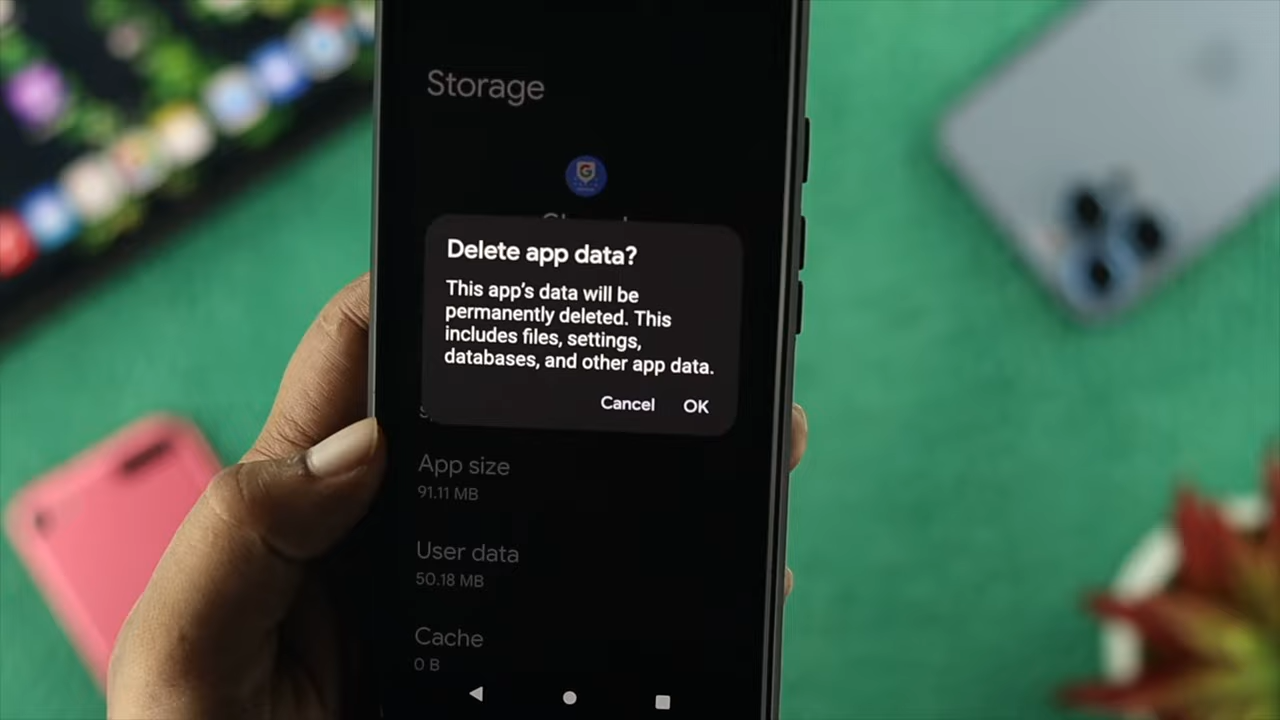 Storage
Delete app data?
This app's data will be
permanently deleted. This
includes files, settings,
databases, and other app data.
Cancel OK
App size
91.11 MB
User data
50.18 MB
Cache
0 B